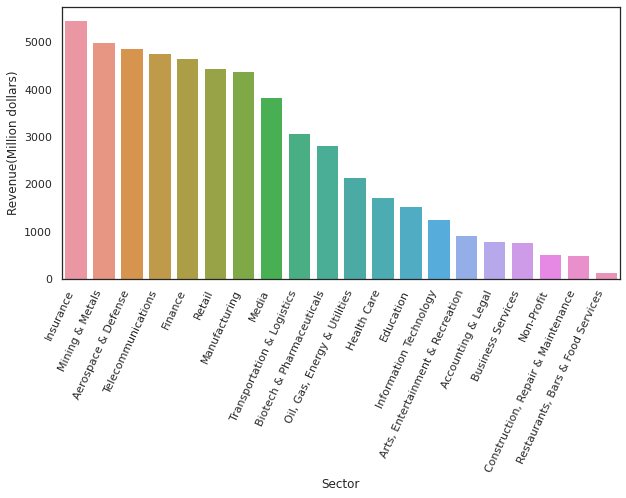 Revenue(Million dollars)
5000
4000
3000
2000
1000
0
Insurance
Mining & Metals
Aerospace & Defense
Telecommunications
Finance
Retail
Manufacturing
Media
Transportation & Logistics
Biotech & Pharmaceuticals
Oil, Gas, Energy & Utilities
Health Care
Education
Information Technology
Arts, Entertainment & Recreation
Accounting & Legal
Business Services
Non-Profit
Construction, Repair & Maintenance
Restaurants, Bars & Food Services
Sector